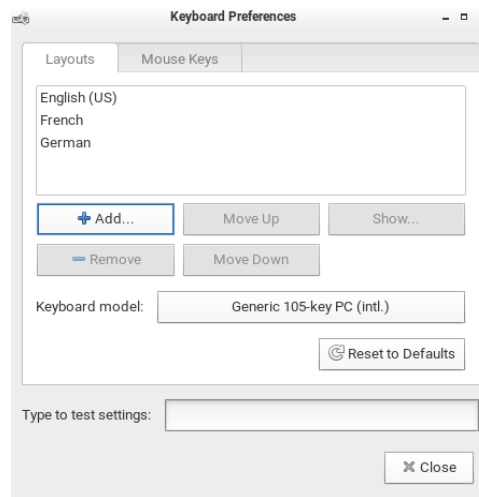 Keyboard Preferences
Layouts Mouse Keys
English (US)
French
German
Add... Move Up Show...
Remove Move Down
Keyboard model: Generic 105-key PC (intl.)
Reset to Defaults
Type to test settings:
Close